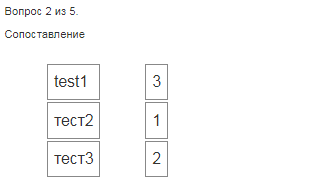 Вопрос 2 из 5.
Сопоставление
test1 3
тест2 1
тест3 2